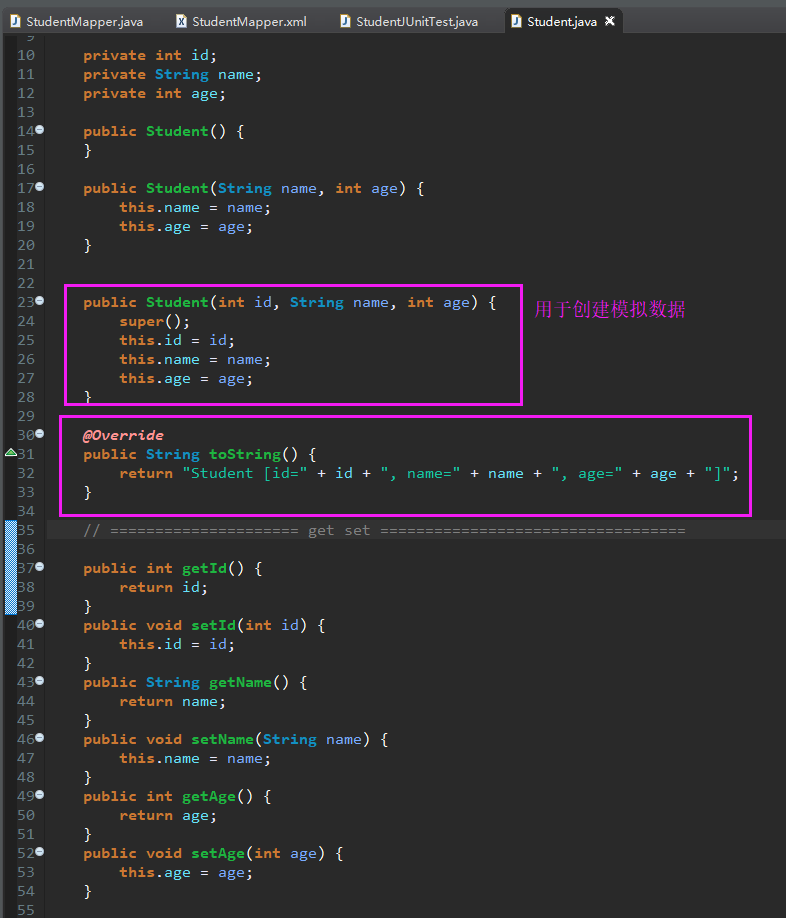 StudentMapper.java StudentMapper.xml StudentJUnitTest.java Student.java
9
10     private int id;
11     private String name;
12     private int age;
13
14     public Student() {
15     }
16
17     public Student(String name, int age) {
18         this.name = name;
19         this.age = age;
20     }
21
22
23     public Student(int id, String name, int age) { 用于创建模拟数据
24         super();
25         this.id = id;
26         this.name = name;
27         this.age = age;
28     }
29
30     @Override
31     public String toString() {
32         return "Student [id=" + id + ", name=" + name + ", age=" + age + "]";
33     }
34
35     // ===================== get set ==================================
36
37     public int getId() {
38         return id;
39     }
40     public void setId(int id) {
41         this.id = id;
42     }
43     public String getName() {
44         return name;
45     }
46     public void setName(String name) {
47         this.name = name;
48     }
49     public int getAge() {
50         return age;
51     }
52     public void setAge(int age) {
53         this.age = age;
54     }
55